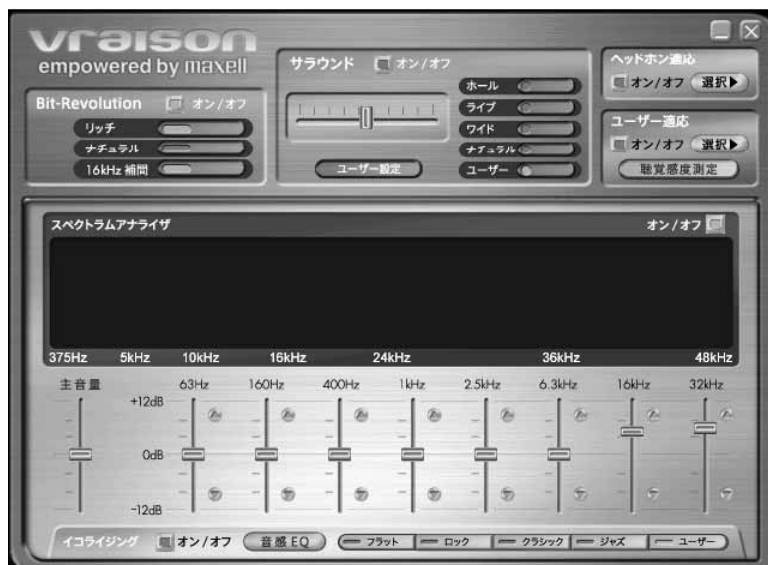 vraison
empowered by maxell
Bit-Revolution オン/オフ
リッチ
ナチュラル
16kHz 補間
サラウンド オン/オフ
ホール
ライブ
ワイド
ナチュラル
ユーザー
ユーザー設定
ヘッドホン適応
オン/オフ 選択▶
ユーザー適応
オン/オフ 選択▶
聴覚感度測定
スペクトラムアナライザ オン/オフ
375Hz 5kHz 10kHz 16kHz 24kHz 36kHz 48kHz
主音量 63Hz 160Hz 400Hz 1kHz 2.5kHz 6.3kHz 16kHz 32kHz
+12dB
0dB
-12dB
イコライジング オン/オフ 音感 EQ フラット ロック クラシック ジャズ ユーザー